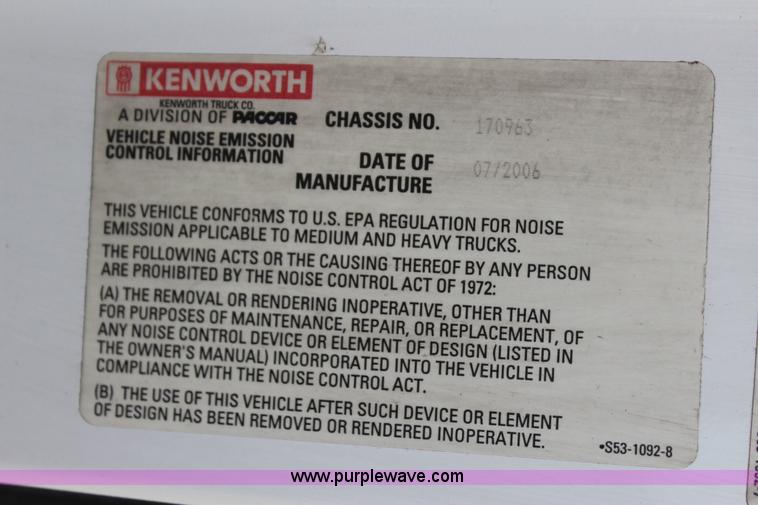 KENWORTH
KENWORTH TRUCK CO.
A DIVISION OF PACCAR
VEHICLE NOISE EMISSION
CONTROL INFORMATION
CHASSIS NO. 170963
DATE OF
MANUFACTURE 07/2006
THIS VEHICLE CONFORMS TO U.S. EPA REGULATION FOR NOISE
EMISSION APPLICABLE TO MEDIUM AND HEAVY TRUCKS.
THE FOLLOWING ACTS OR THE CAUSING THEREOF BY ANY PERSON
ARE PROHIBITED BY THE NOISE CONTROL ACT OF 1972:
(A) THE REMOVAL OR RENDERING INOPERATIVE, OTHER THAN
FOR PURPOSES OF MAINTENANCE, REPAIR, OR REPLACEMENT, OF
ANY NOISE CONTROL DEVICE OR ELEMENT OF DESIGN (LISTED IN
THE OWNER'S MANUAL) INCORPORATED INTO THE VEHICLE IN
COMPLIANCE WITH THE NOISE CONTROL ACT.
(B) THE USE OF THIS VEHICLE AFTER SUCH DEVICE OR ELEMENT
OF DESIGN HAS BEEN REMOVED OR RENDERED INOPERATIVE.
•S53-1092-8
www.purplewave.com